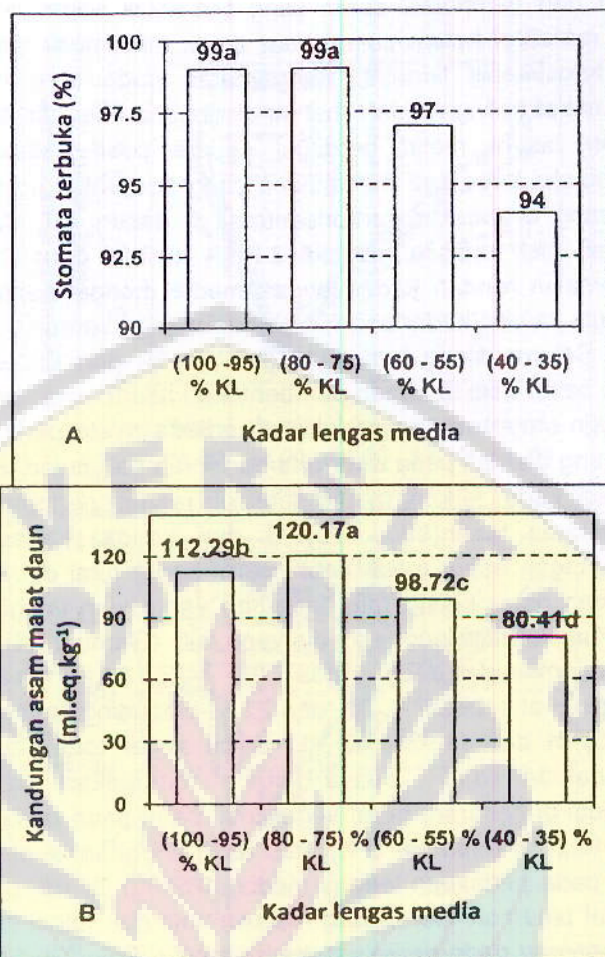 100
99a 99a
97.5
97
95
94
92.5
90
Stomata terbuka (%)
(100 -95) (80 - 75) (60 - 55) (40 - 35)
% KL % KL % KL % KL
A
Kadar lengas media
120.17a
112.29b
120
98.72c
90
80.41d
60
30
0
Kandungan asam malat daun
(ml.eq.kg-1)
(100 -95) (80 - 75) % (60 - 55) % (40 - 35) %
% KL KL KL KL
B
Kadar lengas media